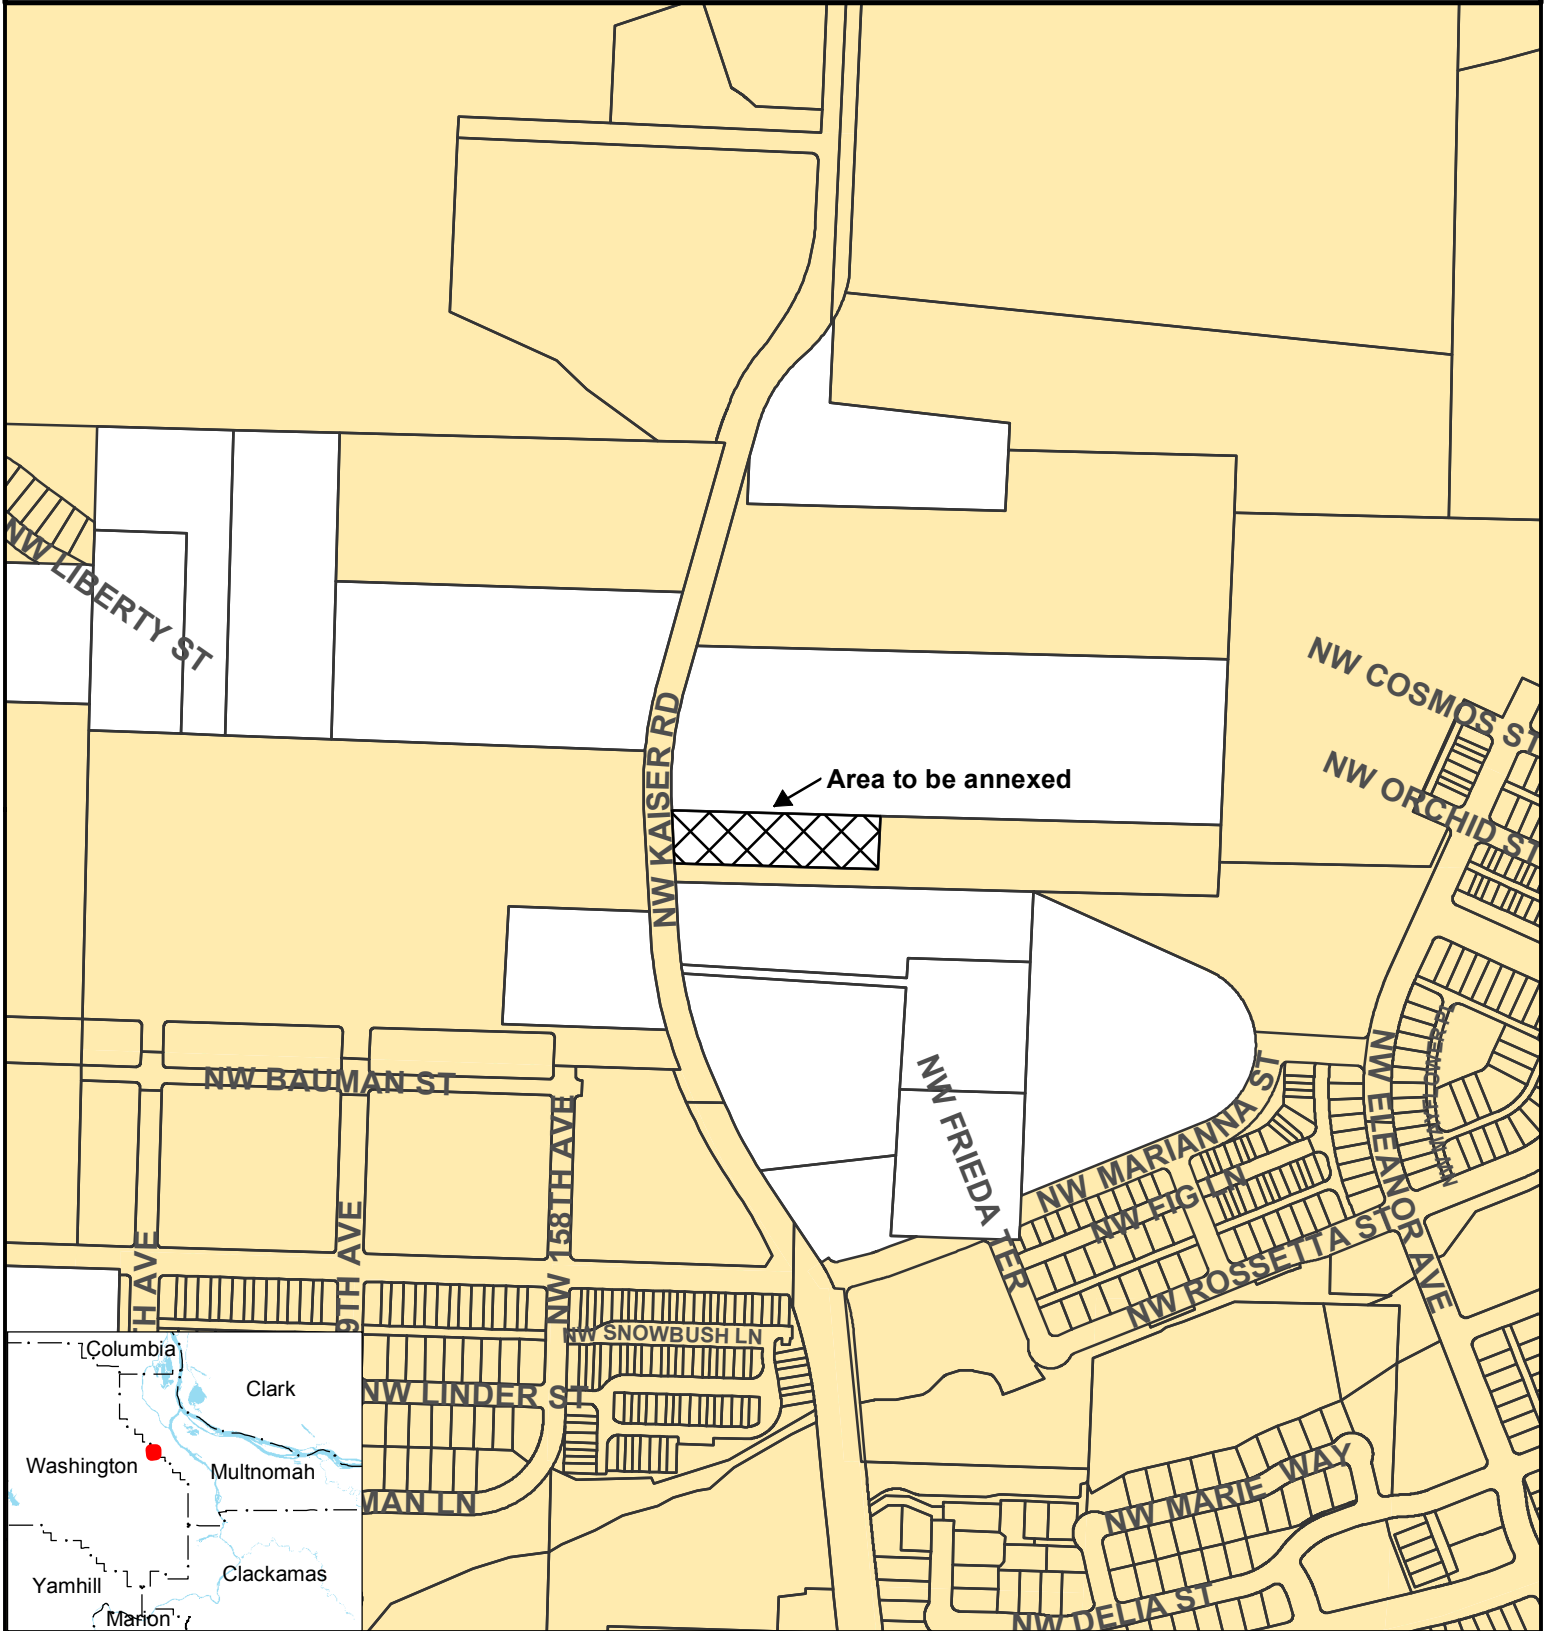 NW LIBERTY ST
NW COSMOS ST
NW ORCHID ST
NW KAISER RD
Area to be annexed
NW BAUMAN ST
NW 158TH AVE
NW FRIEDA TER
NW MARIANNA ST
NW FIG LN
NW ROSSETTA ST
NW ELEANOR AVE
TH AVE
9TH AVE
NW SNOWBUSH LN
NW LINDER ST
MAN LN
NW MARIE WAY
NW DELIA ST
Columbia
Clark
Washington
Multnomah
Yamhill
Clackamas
Marion